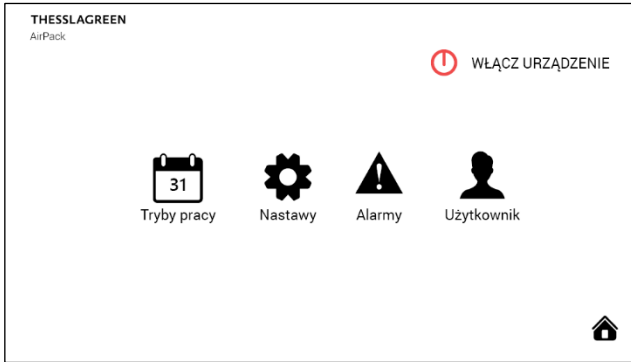 THESSLAGREEN
AirPack
WŁĄCZ URZĄDZENIE
31
Tryby pracy
Nastawy
Alarmy
Użytkownik